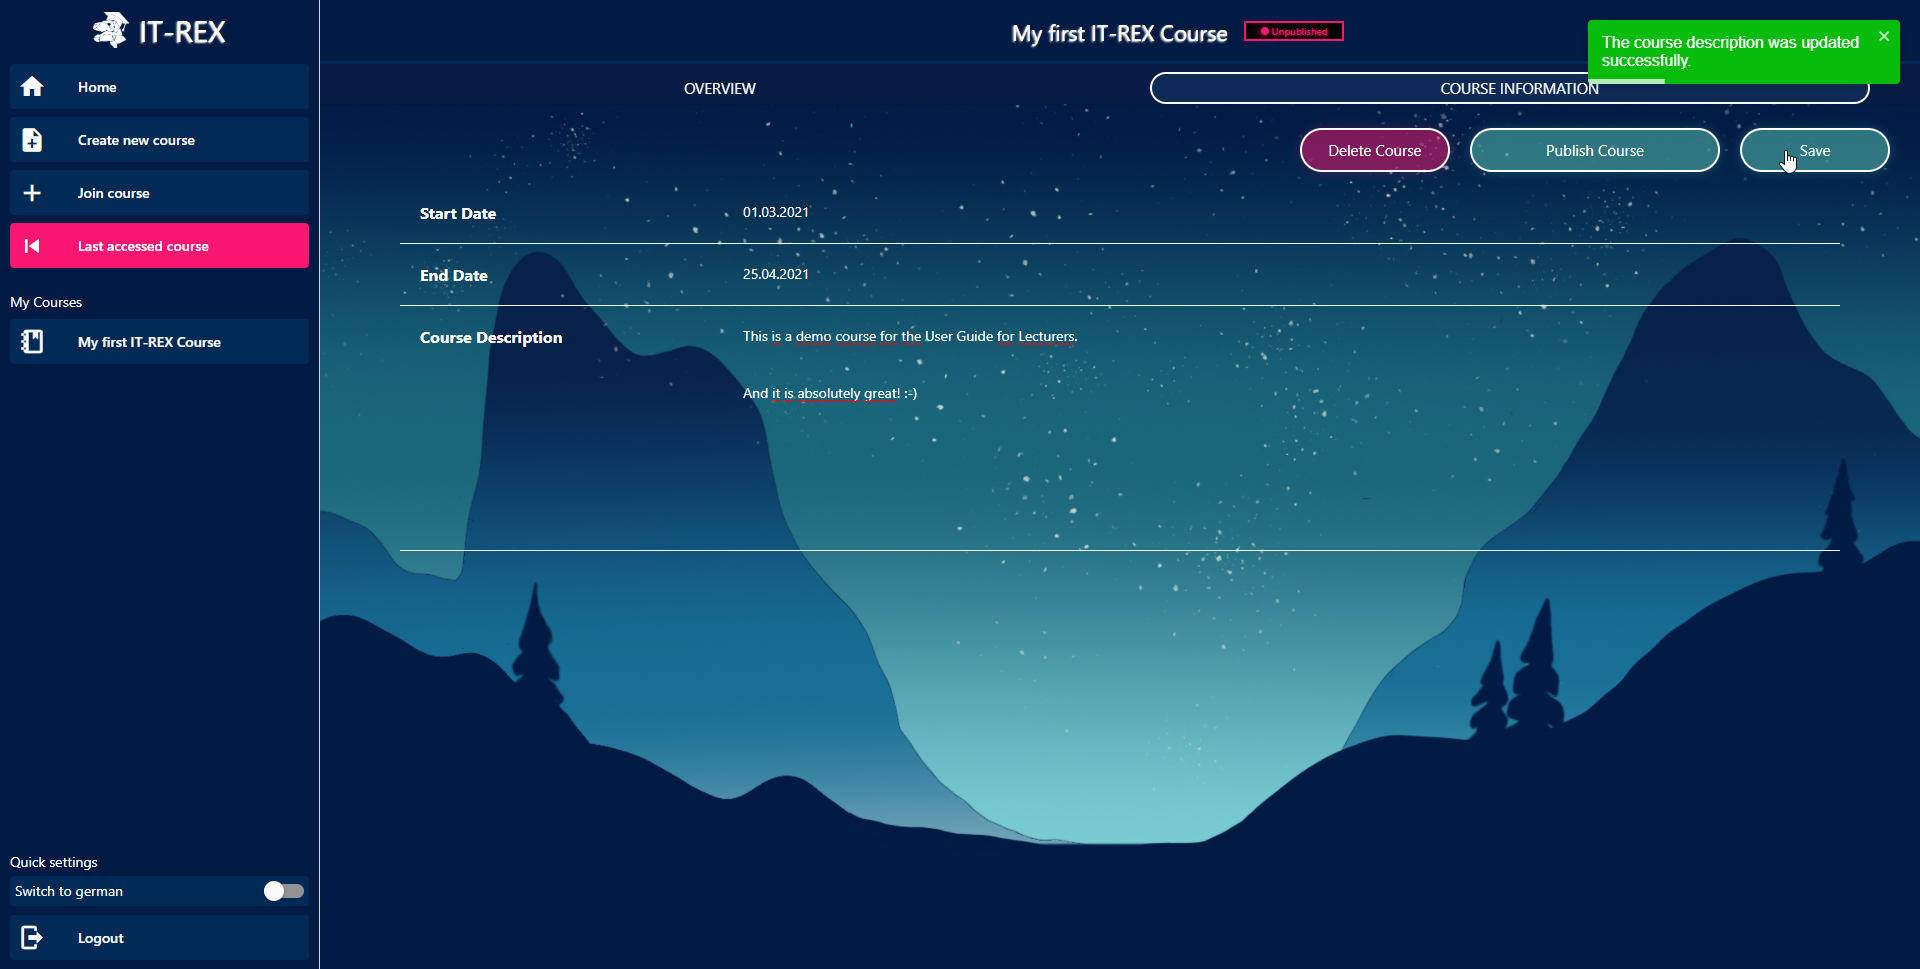 IT-REX
Home
Create new course
Join course
Last accessed course
My Courses
My first IT-REX Course
Quick settings
Switch to german
Logout
My first IT-REX Course
Unpublished
The course description was updated
successfully.
OVERVIEW
COURSE INFORMATION
Delete Course
Publish Course
Save
Start Date
01.03.2021
End Date
25.04.2021
Course Description
This is a demo course for the User Guide for Lecturers.
And it is absolutely great! :-)